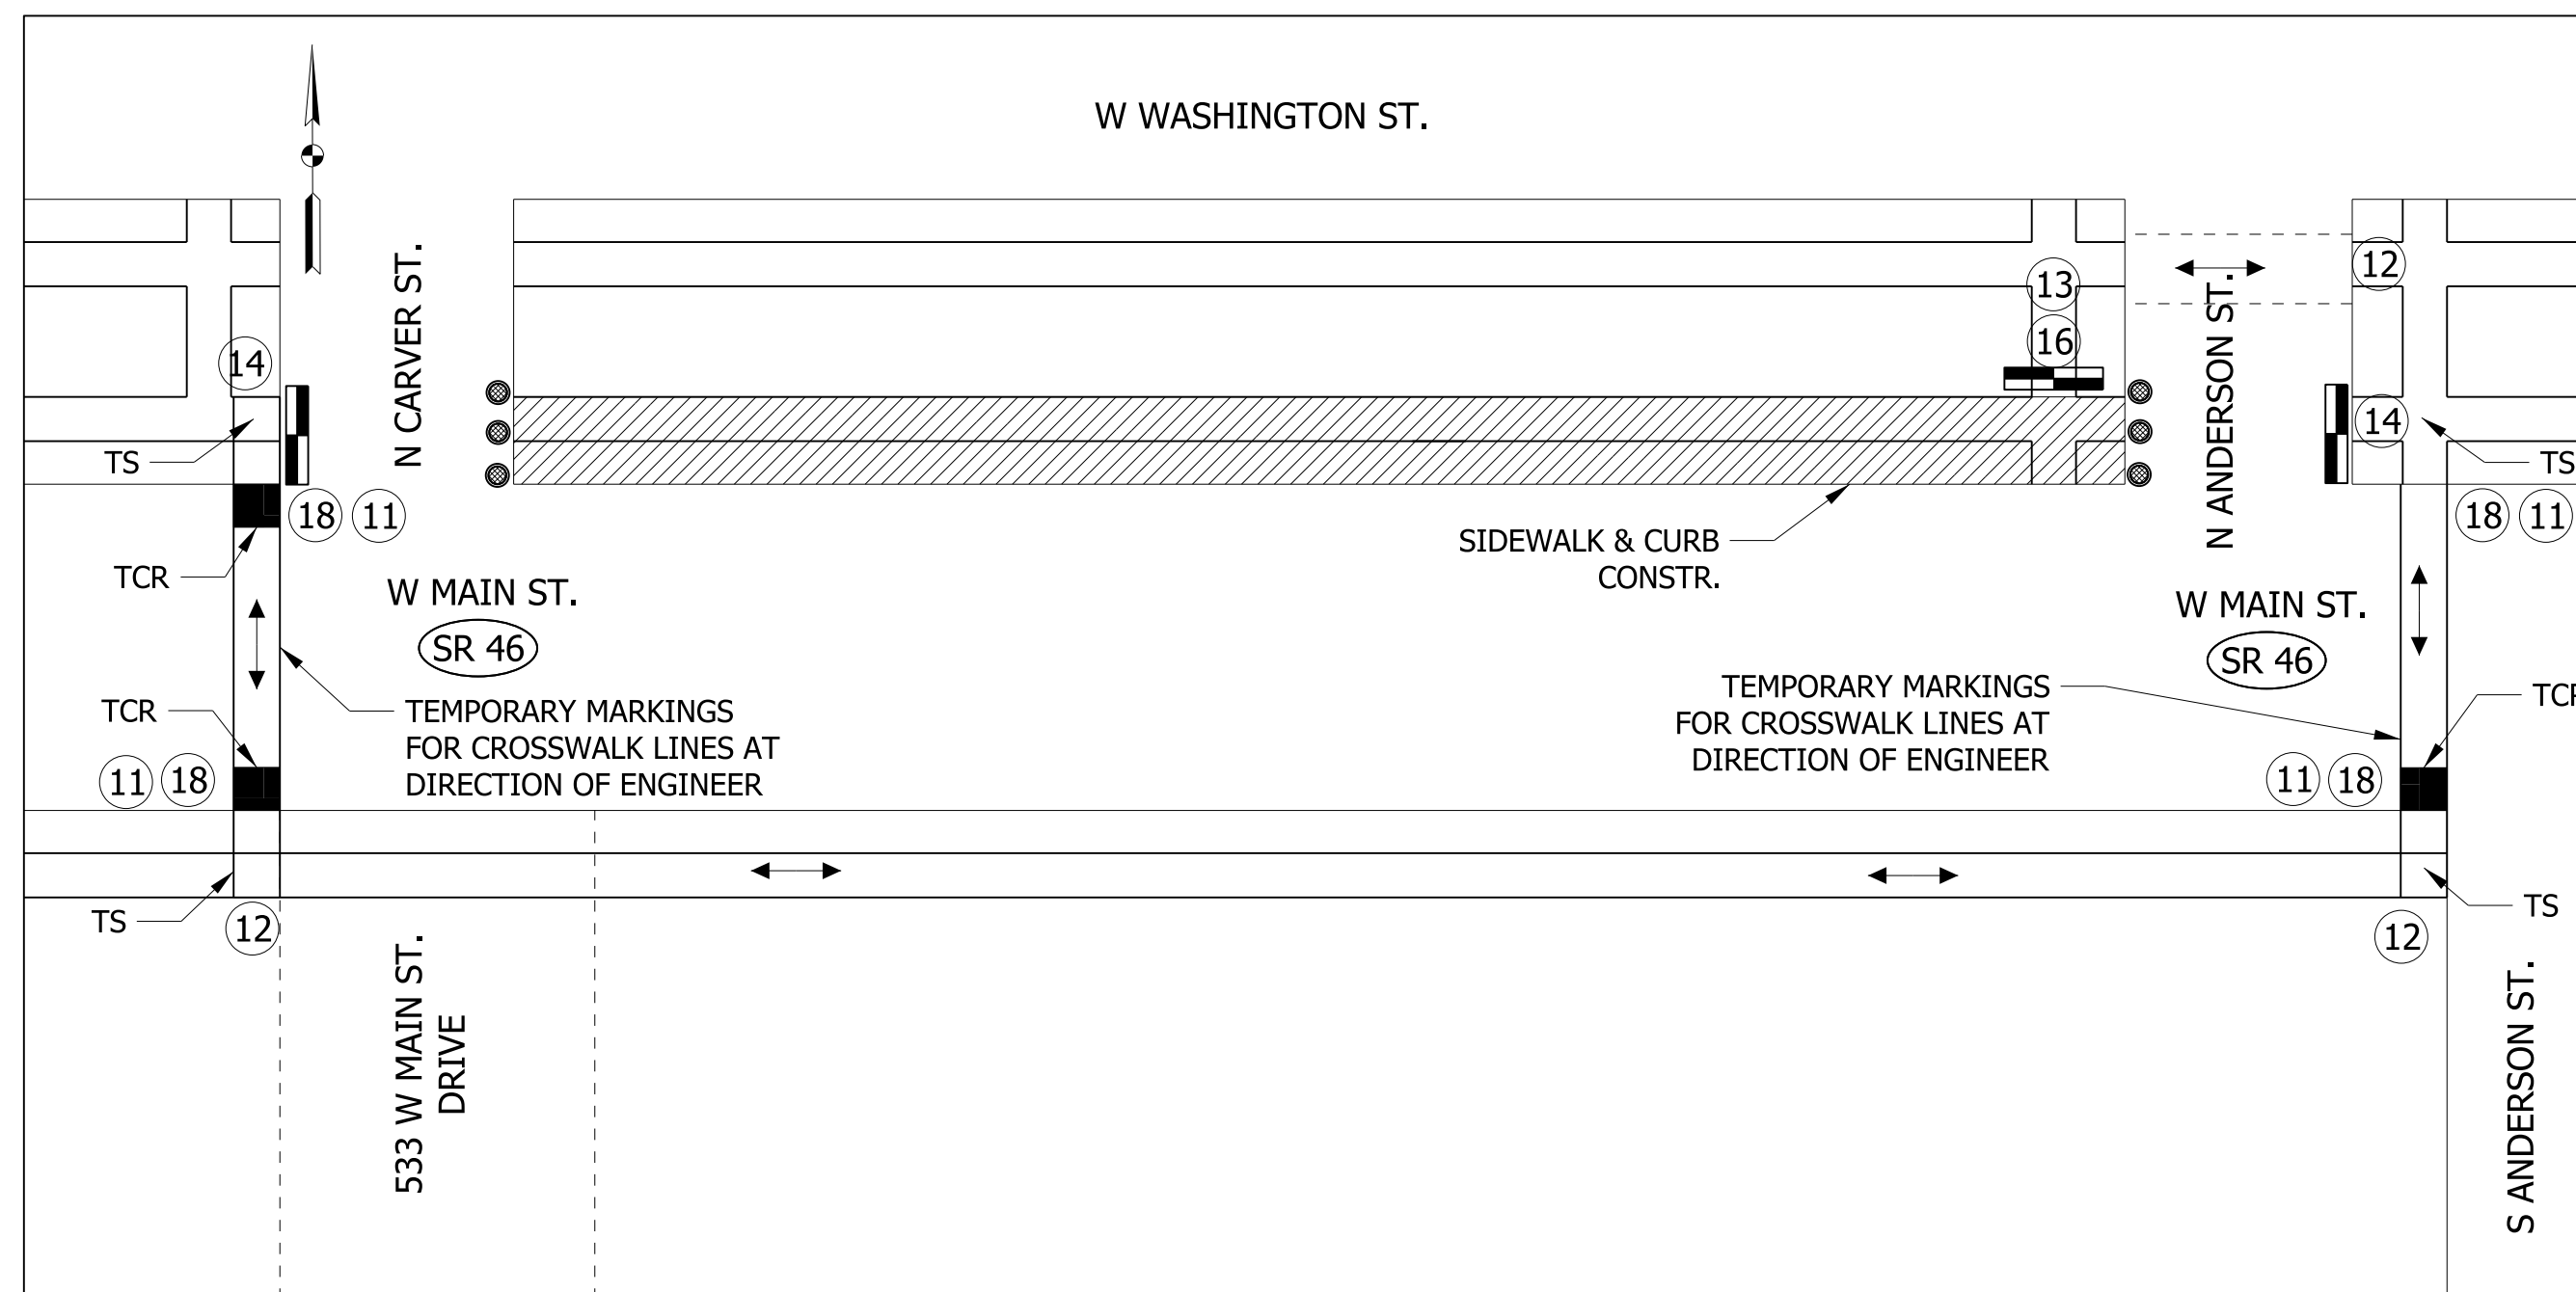 W WASHINGTON ST.
N CARVER ST.
13
12
16
14
N ANDERSON ST.
14
TS
TS
18 11
18 11
SIDEWALK & CURB
CONSTR.
TCR
W MAIN ST.
SR 46
W MAIN ST.
SR 46
TCR
TEMPORARY MARKINGS
FOR CROSSWALK LINES AT
DIRECTION OF ENGINEER
TEMPORARY MARKINGS
FOR CROSSWALK LINES AT
DIRECTION OF ENGINEER
TCR
11 18
11 18
TS
12
TS
12
533 W MAIN ST.
DRIVE
S ANDERSON ST.